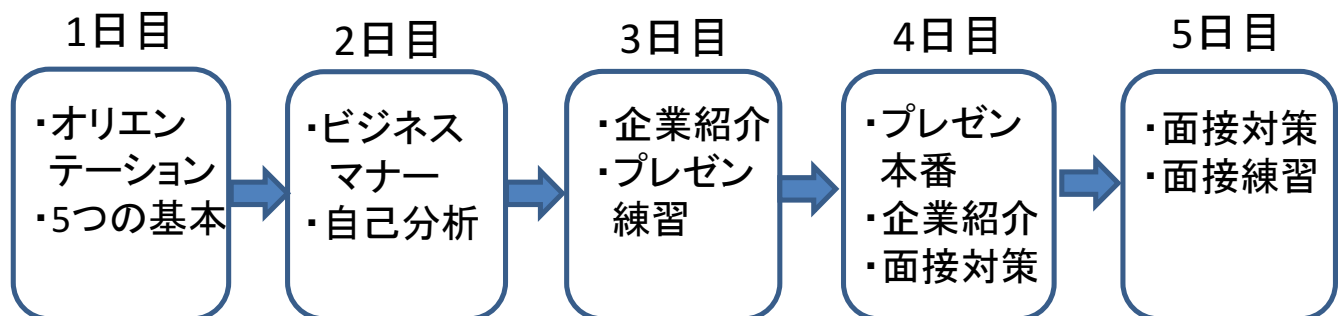 1日目
・オリエン
テーション
・5つの基本
2日目
・ビジネス
マナー
・自己分析
3日目
・企業紹介
・プレゼン
練習
4日目
・プレゼン
本番
・企業紹介
・面接対策
5日目
・面接対策
・面接練習